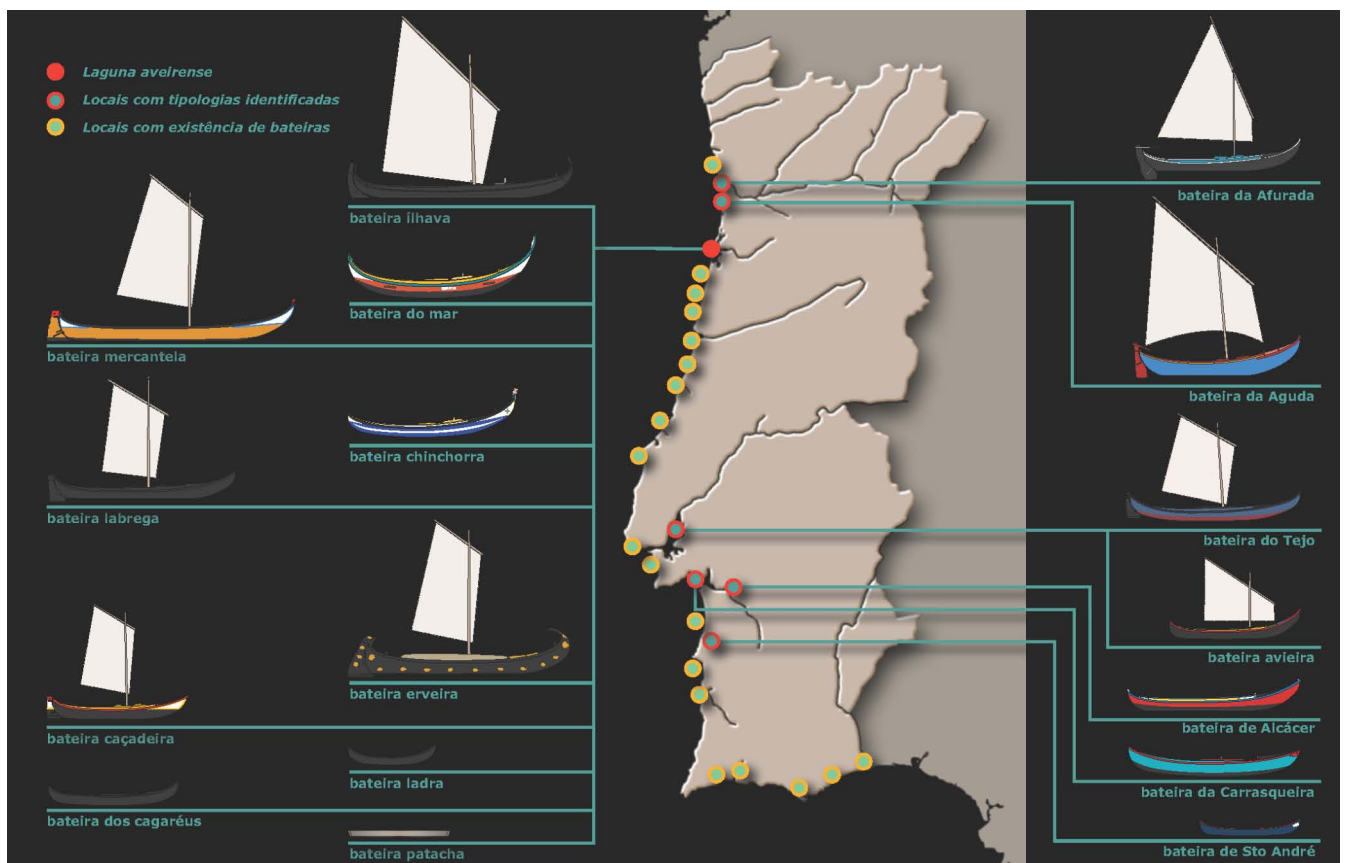 Laguna aveirense
Locais com tipologias identificadas
Locais com existência de bateiras
bateira ílhava
bateira do mar
bateira mercantela
bateira chinchorra
bateira labrega
bateira erveira
bateira caçadeira
bateira ladra
bateira dos cagaréus
bateira patacha
bateira da Afurada
bateira da Aguda
bateira do Tejo
bateira avieira
bateira de Alcácer
bateira da Carrasqueira
bateira de Sto André